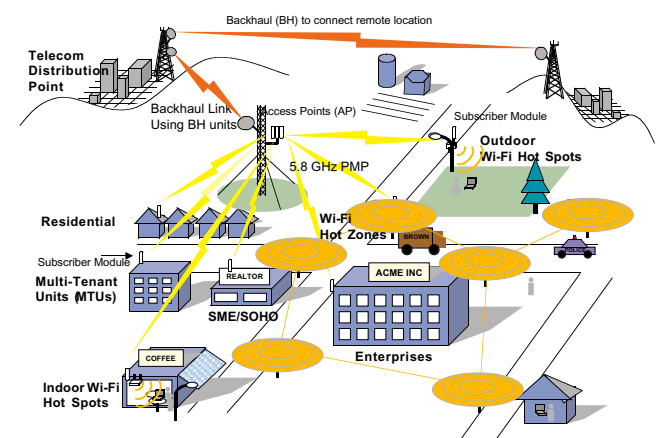 Backhaul (BH) to connect remote location
Telecom
Distribution
Point
Backhaul Link
Using BH units
Access Points (AP)
Subscriber Module
Outdoor
Wi-Fi Hot Spots
5.8 GHz PMP
Residential
Wi-Fi
Hot Zones
BROWN
POLICE
Subscriber Module
Multi-Tenant
Units (MTUs)
REALTOR
ACME INC
SME/SOHO
Enterprises
COFFEE
Indoor Wi-Fi
Hot Spots